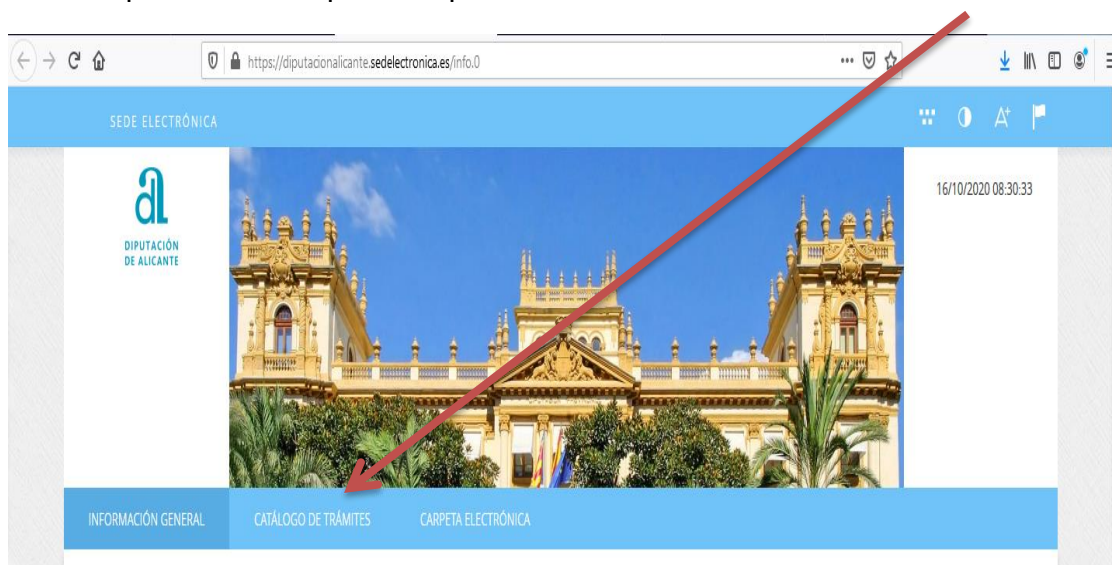 https://diputacionalicante.sedelectronica.es/info.0
SEDE ELECTRÓNICA
A+
DIPUTACIÓN
DE ALICANTE
16/10/2020 08:30:33
INFORMACIÓN GENERAL CATÁLOGO DE TRÁMITES CARPETA ELECTRÓNICA